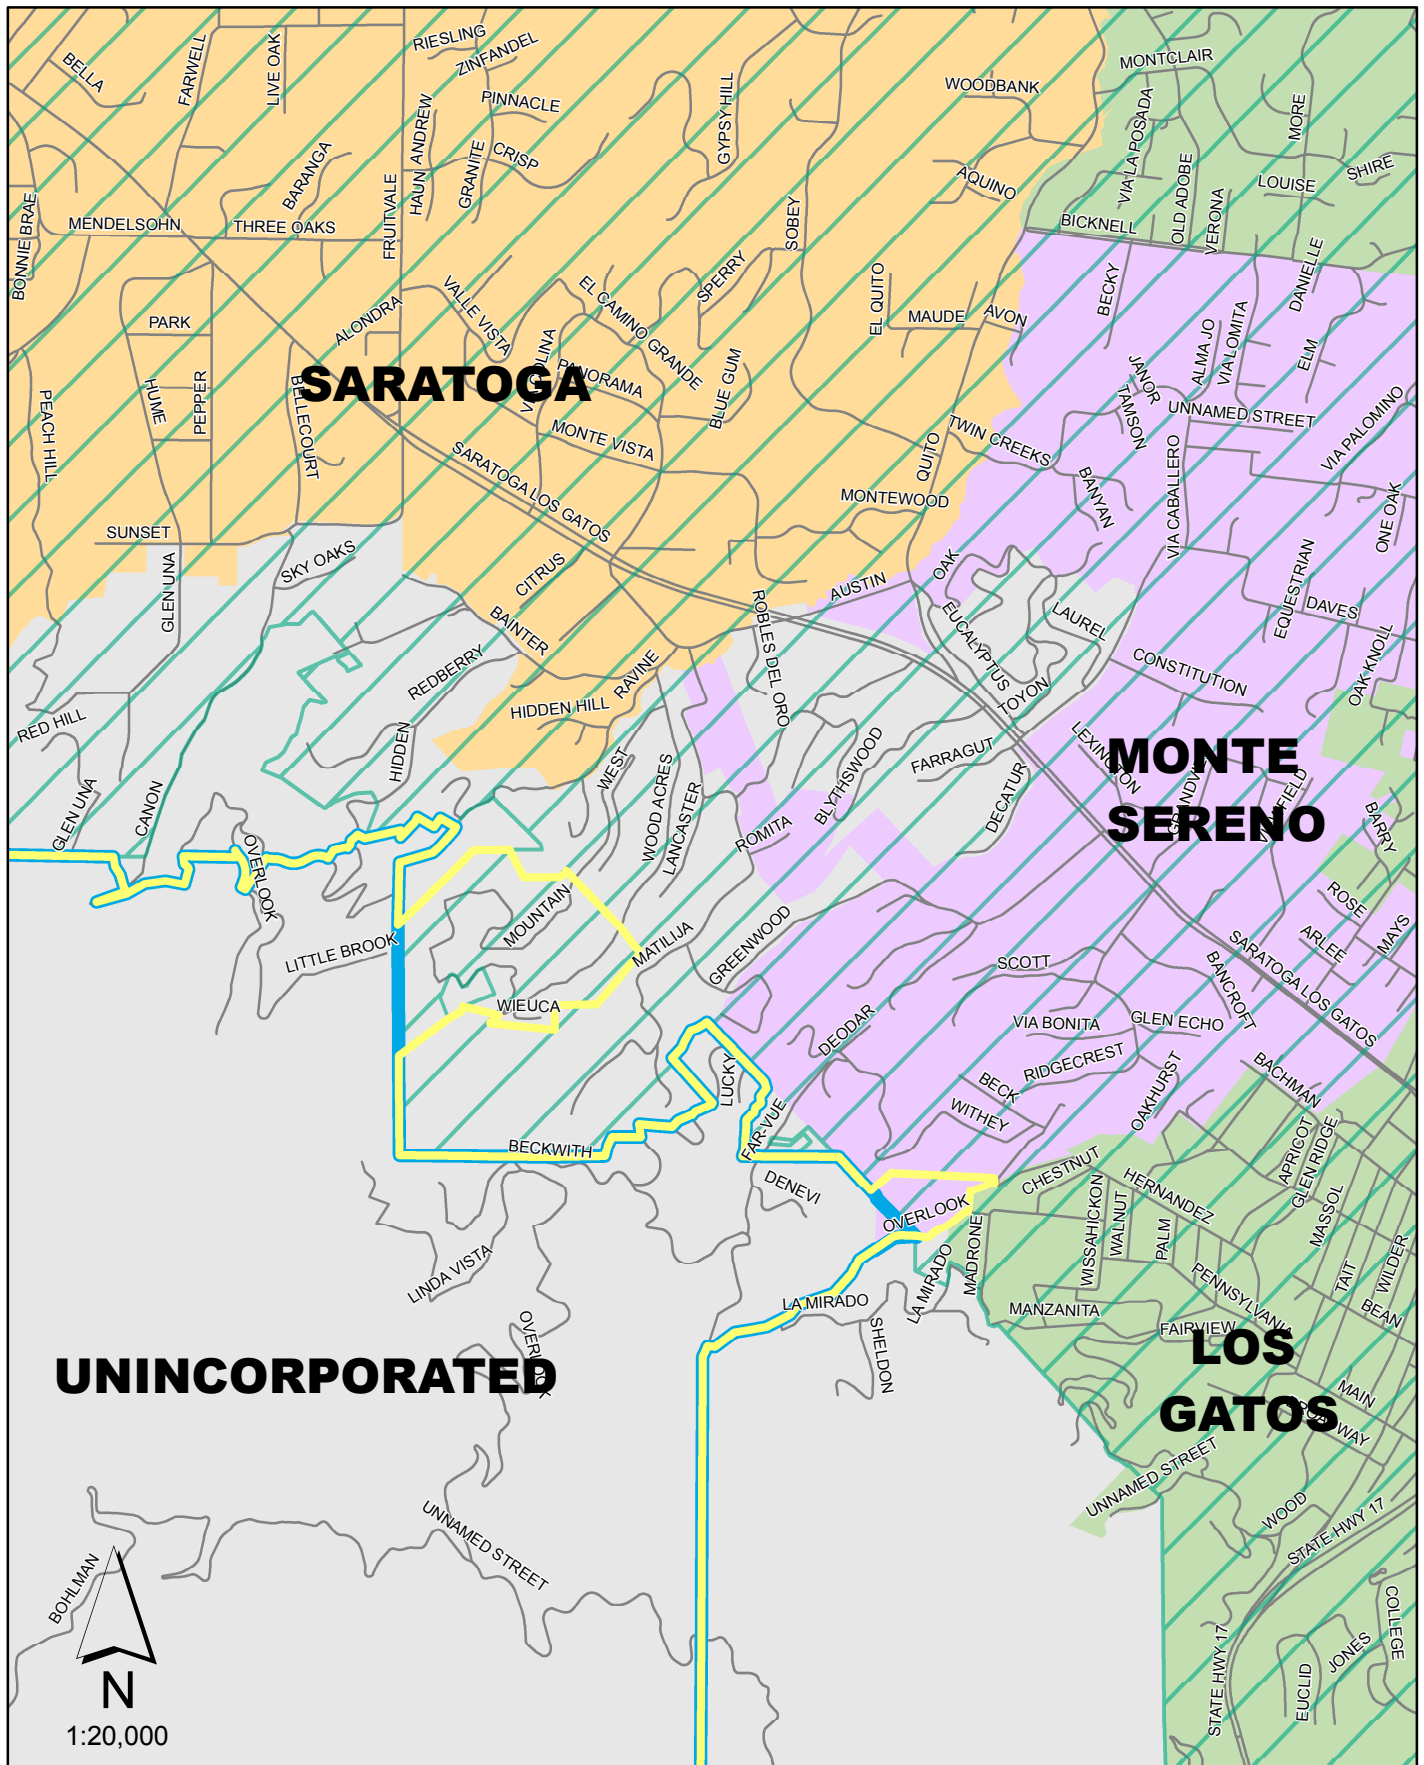 RIESLING
ZINFANDEL
BELLA
FARWELL
LIVE OAK
MONTCLAIR
WOODBANK
PINNACLE
GYPSY HILL
VIA LA POSADA
MORE
HAUN ANDREW
GRANITE
CRISP
BARANGA
AQUINO
SHIRE
LOUISE
OLD ADOBE
FRUITVALE
BONNIE BRAE
MENDELSOHN
THREE OAKS
SOBEY
BICKNELL
VERONA
DANIELLE
SPERRY
EL CAMINO GRANDE
VALLE VISTA
EL QUITO
MAUDE
AVON
BECKY
PARK
ALONDRA
ALMA JO
VIA LOMITA
ELM
PANORAMA
BLUE GUM
JANOR
TAMSON
SARATOGA
HUME
PEPPER
BELLECOURT
PEACH HILL
UNNAMED STREET
VIA PALOMINO
MONTE VISTA
TWIN CREEKS
QUITO
SARATOGA LOS GATOS
BANYAN
VIA CABALLERO
MONTEWOOD
ONE OAK
SUNSET
SKY OAKS
GLEN UNA
CITRUS
AUSTIN
OAK
EQUESTRIAN
DAVES
BAINTER
ROBLES DEL ORO
EUCALYPTUS
LAUREL
REDBERRY
RAVINE
CONSTITUTION
OAK KNOLL
TOYON
RED HILL
HIDDEN HILL
HIDDEN
WEST
BLYTHSWOOD
FARRAGUT
LEXINGTON
MONTE
SERENO
GLEN UNA
CANON
WOOD ACRES
LANCASTER
ROMITA
DECATUR
BARRY
OVERLOOK
ROSE
MOUNTAIN
MATILIJA
GREENWOOD
ARLEE
MAYS
LITTLE BROOK
SCOTT
BANCROFT
SARATOGA LOS GATOS
WIEUCA
DEODAR
VIA BONITA
GLEN ECHO
RIDGECREST
LUCKY
BECK
OAKHURST
BACHMAN
WITHEY
FAR-VUE
BECKWITH
APRICOT
GLEN RIDGE
DENEVI
CHESTNUT
HERNANDEZ
OVERLOOK
MADRONE
WISSAHICKON
WALNUT
PALM
MASSOL
LINDA VISTA
LA MIRADO
LA MIRADO
TAIT
WILDER
PENNSYLVANIA
BEAN
MANZANITA
FAIRVIEW
SHELDON
OVERLOOK
UNINCORPORATED
LOS
GATOS
MAIN
BROADWAY
UNNAMED STREET
UNNAMED STREET
WOOD
STATE HWY 17
BOHLMAN
COLLEGE
STATE HWY 17
EUCLID
JONES
N
1:20,000